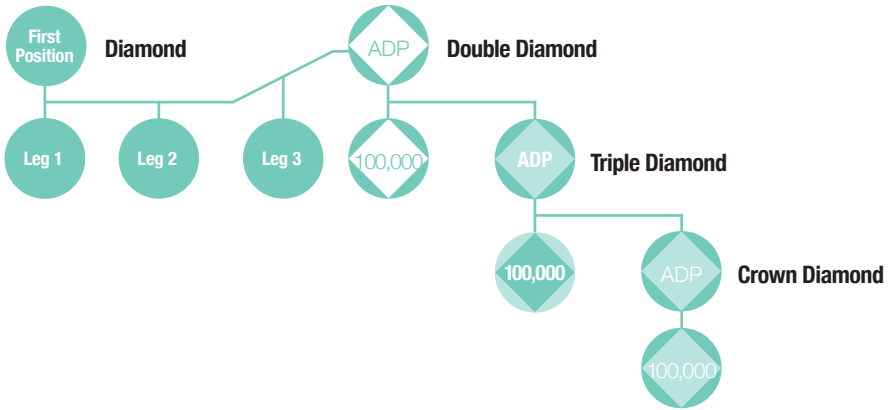 First
Position
Diamond
ADP
Double Diamond
Leg 1
Leg 2
Leg 3
100,000
ADP
Triple Diamond
100,000
ADP
Crown Diamond
100,000